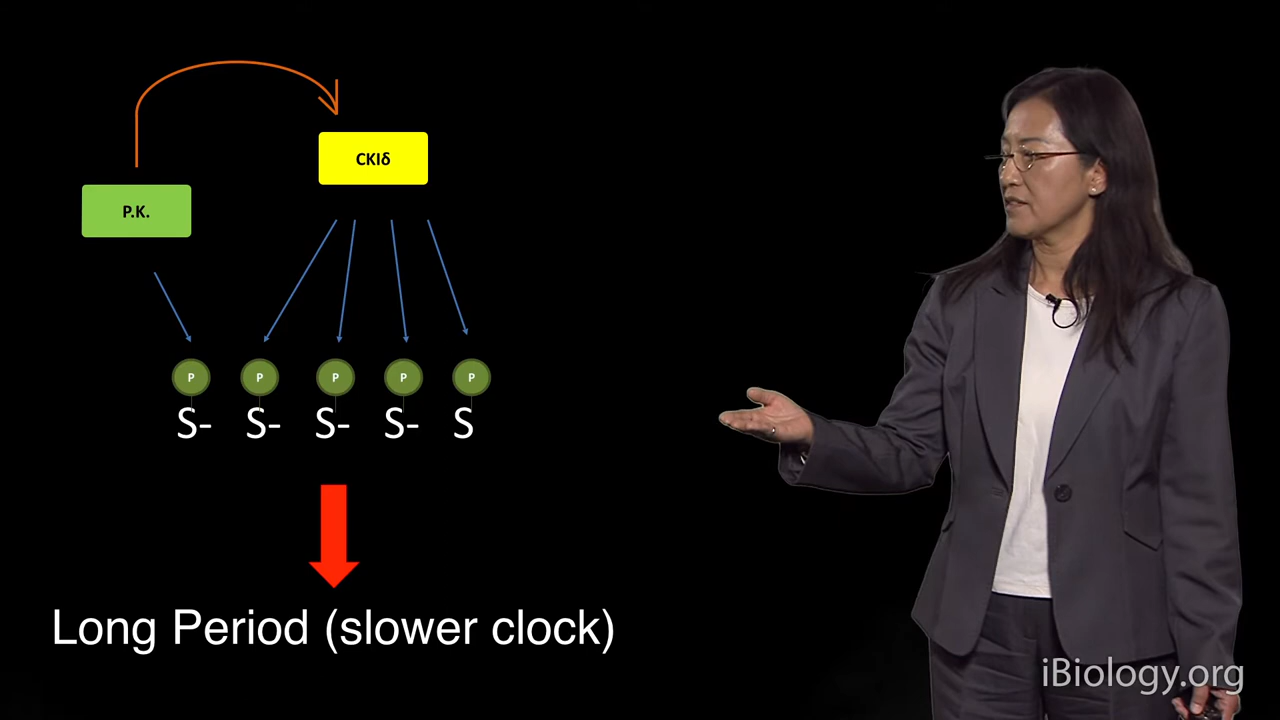 CKIδ
P.K.
P P P P P
S- S- S- S- S
Long Period (slower clock)
iBiology.org